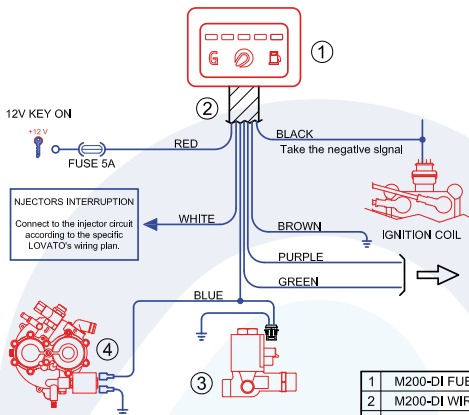 G
1
2
12V KEY ON
+12 V
FUSE 5A
RED
BLACK
Take the negative signal
NJECTORS INTERRUPTION
Connect to the injector circuit
according to the specific
LOVATO's wiring plan.
WHITE
BROWN
IGNITION COIL
PURPLE
GREEN
BLUE
4
3
1 M200-DI FUE
2 M200-DI WIR